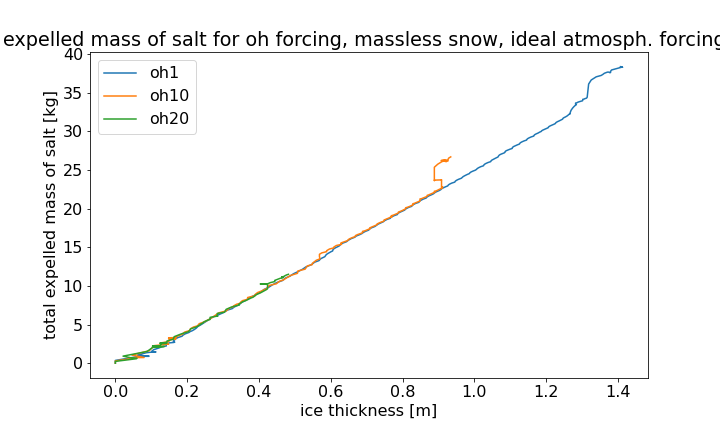 expelled mass of salt for oh forcing, massless snow, ideal atmosph. forcing
oh1
oh10
oh20
total expelled mass of salt [kg]
40
35
30
25
20
15
10
5
0
0.0 0.2 0.4 0.6 0.8 1.0 1.2 1.4
ice thickness [m]